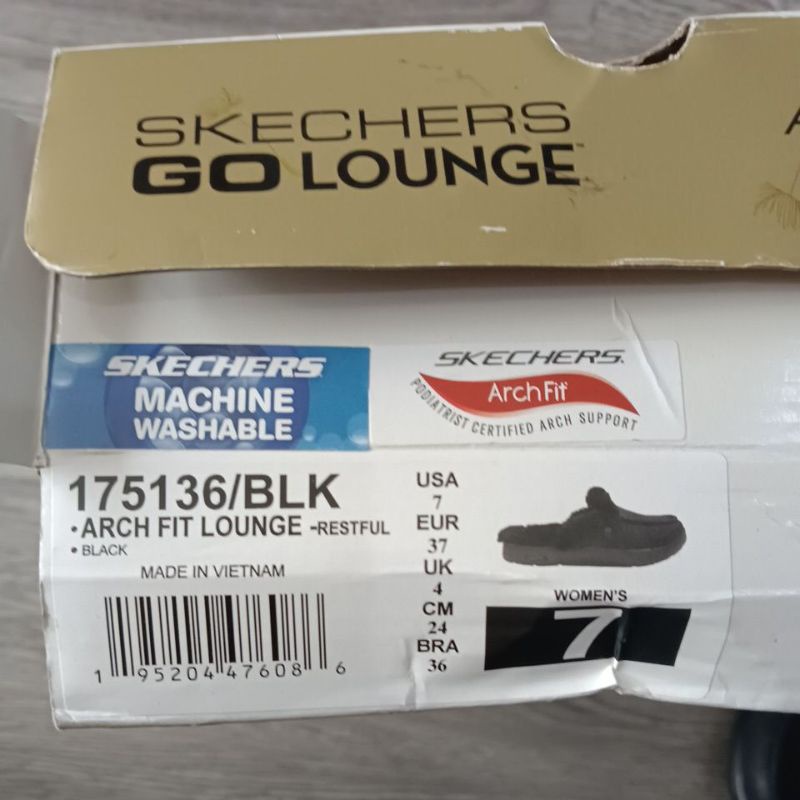 SKECHERS
GO LOUNGE™
SKECHERS
MACHINE
WASHABLE
SKECHERS
Arch Fit
PODIATRIST CERTIFIED ARCH SUPPORT
175136/BLK
• ARCH FIT LOUNGE -RESTFUL
• BLACK
MADE IN VIETNAM
1 95204 47608 6
USA
7
EUR
37
UK
4
CM
24
BRA
36
WOMEN'S
7